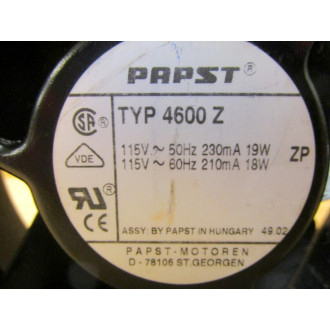 PAPST®
TYP 4600 Z
115V ~ 50Hz 230mA 19W
115V ~ 60Hz 210mA 18W
ZP
SA
VDE
RU®
CE
ASSY: BY PAPST IN HUNGARY 49.02
PAPST-MOTOREN
D - 78106 ST.GEORGEN